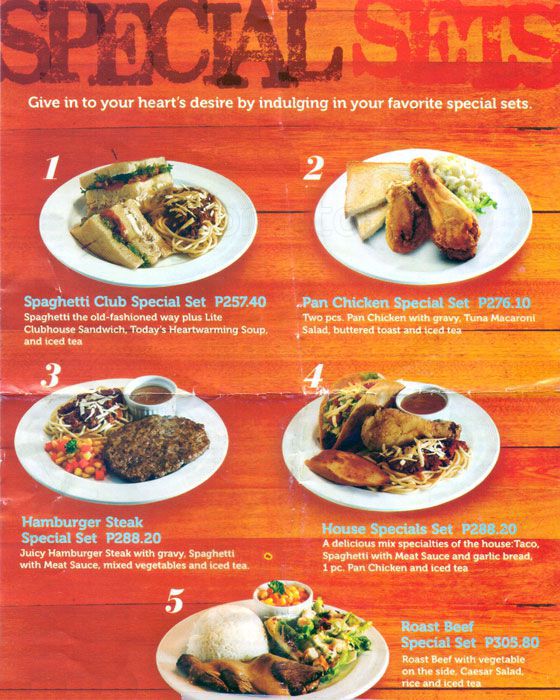 SPECIAL SETS
Give in to your heart's desire by indulging in your favorite special sets.
1
Spaghetti Club Special Set P257.40
Spaghetti the old-fashioned way plus Lite
Clubhouse Sandwich, Today's Heartwarming Soup,
and iced tea
2
Pan Chicken Special Set P276.10
Two pcs. Pan Chicken with gravy, Tuna Macaroni
Salad, buttered toast and iced tea
3
Hamburger Steak
Special Set P288.20
Juicy Hamburger Steak with gravy, Spaghetti
with Meat Sauce, mixed vegetables and iced tea.
4
House Specials Set P288.20
A delicious mix specialties of the house:Taco,
Spaghetti with Meat Sauce and garlic bread,
1 pc. Pan Chicken and iced tea
5
Roast Beef
Special Set P305.80
Roast Beef with vegetable
on the side, Caesar Salad,
rice and iced tea